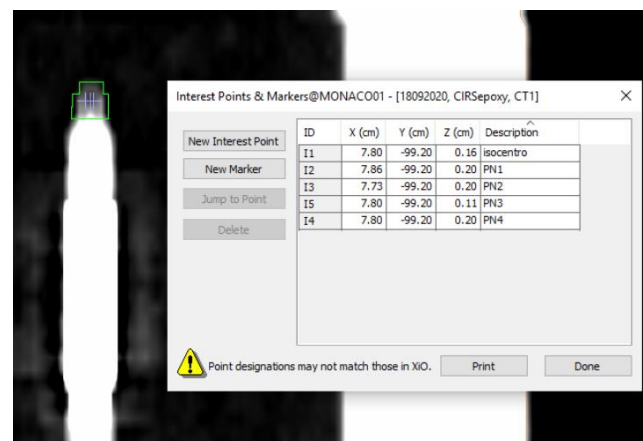 Interest Points & Markers@MONACO01 - [18092020, CIRSepoxy, CT1]
New Interest Point
New Marker
Jump to Point
Delete
ID X (cm) Y (cm) Z (cm) Description
I1 7.80 -99.20 0.16 isocentro
I2 7.86 -99.20 0.20 PN1
I3 7.73 -99.20 0.20 PN2
I5 7.80 -99.20 0.11 PN3
I4 7.80 -99.20 0.20 PN4
Point designations may not match those in XiO.
Print
Done